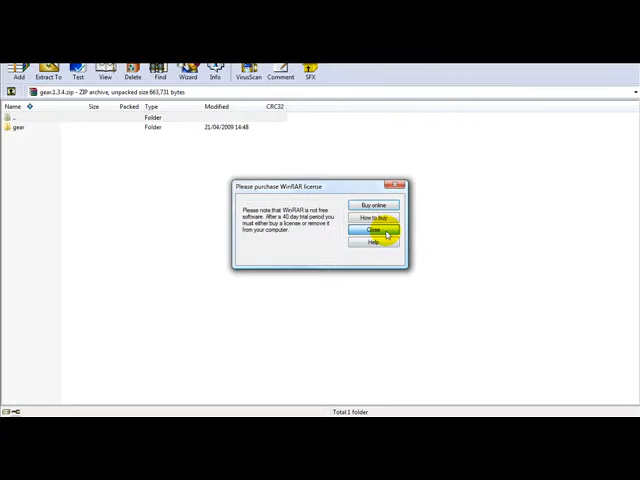 Add Extract To Test View Delete Find Wizard Info VirusScan Comment SFX
gear.1.3.4.zip - ZIP archive, unpacked size 663,731 bytes
Name Size Packed Type Modified CRC32
.. Folder
gear Folder 21/04/2009 14:48
Please purchase WinRAR license
Please note that WinRAR is not free
software. After a 40 day trial period you
must either buy a license or remove it
from your computer.
Buy online
How to buy
Close
Help
Total 1 folder